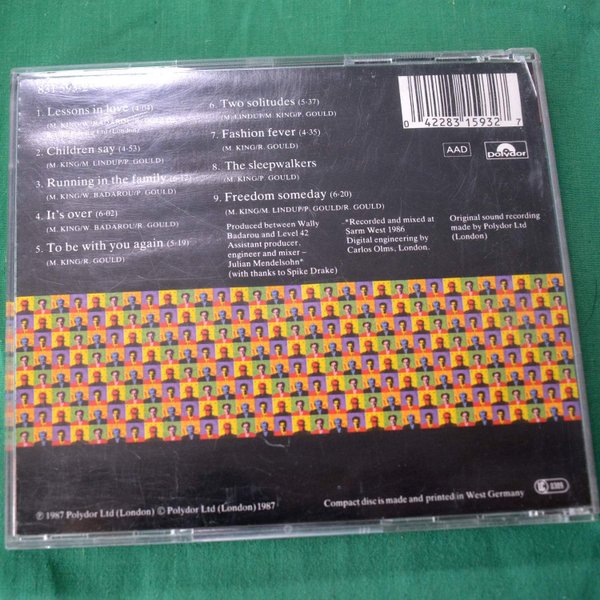 1. Lessons in love (4-04)
(M. KING/W. BADAROU/R. GOULD)
2. Children say (4-53)
(M. KING/M. LINDUP/P. GOULD)
3. Running in the family
(M. KING/W. BADAROU/P. GOULD)
4. It's over (6-02)
(M. KING/W. BADAROU/R. GOULD)
5. To be with you again (5-19)
(M. KING/R. GOULD)
6. Two solitudes (5-37)
(M. LINDUP/M. KING/P. GOULD)
7. Fashion fever (4-35)
(M. KING/R. GOULD)
8. The sleepwalkers
(M. KING/P. GOULD)
9. Freedom someday (6-20)
(M. KING/M. LINDUP/P. GOULD/R. GOULD)
Produced between Wally
Badarou and Level 42
Assistant producer,
engineer and mixer –
Julian Mendelsohn*
(with thanks to Spike Drake)
*Recorded and mixed at
Sarm West 1986
Digital engineering by
Carlos Olms, London.
Original sound recording
made by Polydor Ltd
(London)
0 42283 15932 7
AAD
Polydor
℗ 1987 Polydor Ltd (London) © Polydor Ltd (London) 1987
Compact disc is made and printed in West Germany